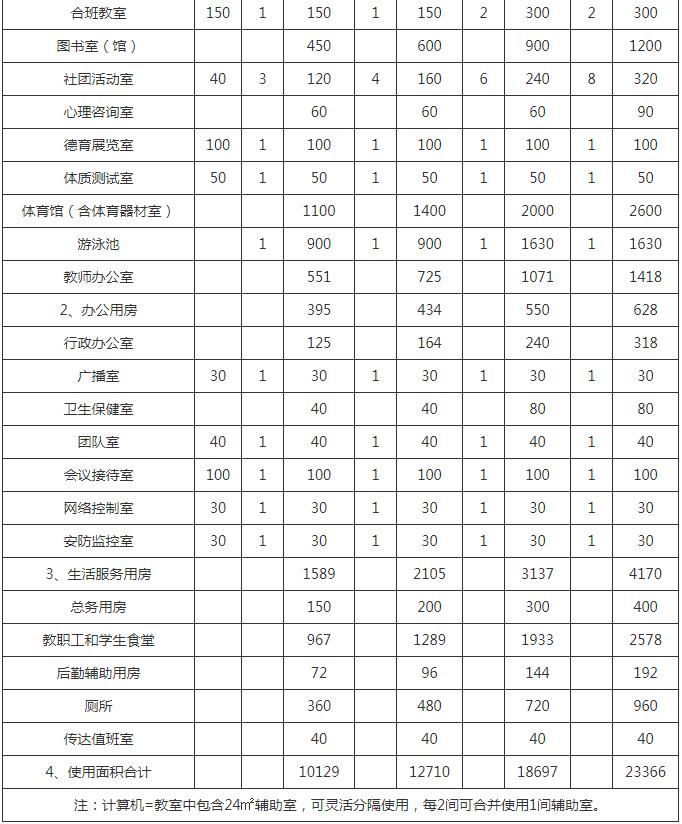 合班教室 150 1 150 1 150 2 300 2 300
图书室（馆） 450 600 900 1200
社团活动室 40 3 120 4 160 6 240 8 320
心理咨询室 60 60 60 90
德育展览室 100 1 100 1 100 1 100 1 100
体质测试室 50 1 50 1 50 1 50 1 50
体育馆（含体育器材室） 1100 1400 2000 2600
游泳池 1 900 1 900 1 1630 1 1630
教师办公室 551 725 1071 1418
2、办公用房 395 434 550 628
行政办公室 125 164 240 318
广播室 30 1 30 1 30 1 30 1 30
卫生保健室 40 40 80 80
团队室 40 1 40 1 40 1 40 1 40
会议接待室 100 1 100 1 100 1 100 1 100
网络控制室 30 1 30 1 30 1 30 1 30
安防监控室 30 1 30 1 30 1 30 1 30
3、生活服务用房 1589 2105 3137 4170
总务用房 150 200 300 400
教职工和学生食堂 967 1289 1933 2578
后勤辅助用房 72 96 144 192
厕所 360 480 720 960
传达值班室 40 40 40 40
4、使用面积合计 10129 12710 18697 23366
注：计算机=教室中包含24㎡辅助室，可灵活分隔使用，每2间可合并使用1间辅助室。